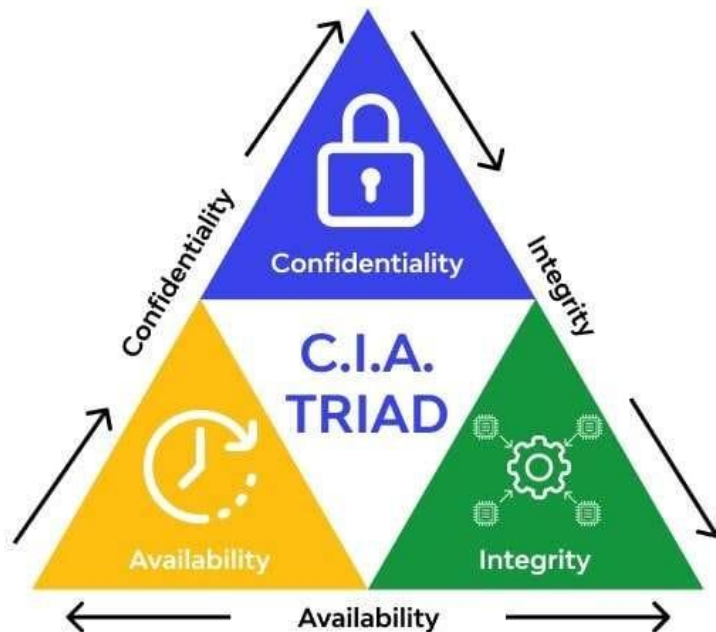 Confidentiality
Confidentiality
Integrity
C.I.A.
TRIAD
Availability
Integrity
Availability